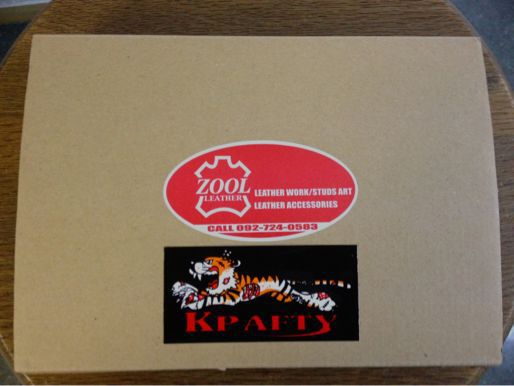 ZOOL
LEATHER
LEATHER WORK/STUDS ART
LEATHER ACCESSORIES
CALL 092-724-0583
KRAFTY